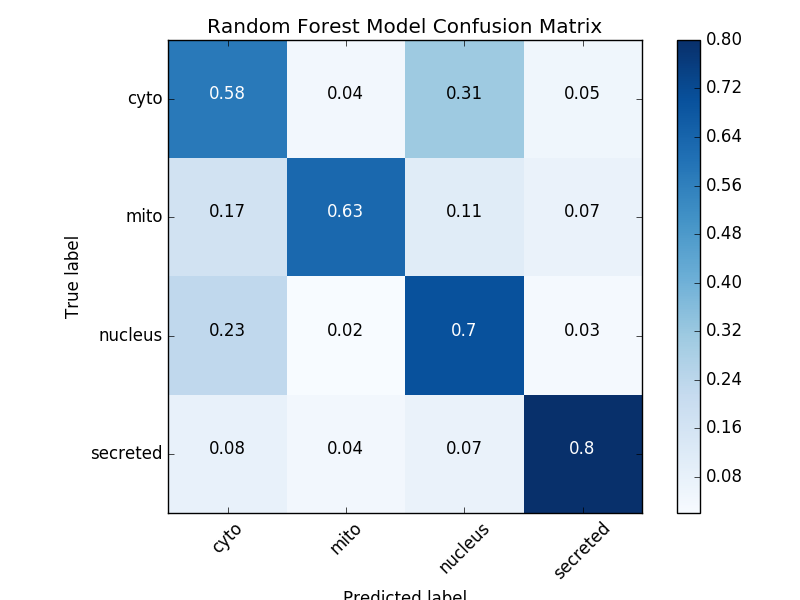 Random Forest Model Confusion Matrix
True label
cyto 0.58 0.04 0.31 0.05
mito 0.17 0.63 0.11 0.07
nucleus 0.23 0.02 0.7 0.03
secreted 0.08 0.04 0.07 0.8
cyto mito nucleus secreted
Predicted label
0.80
0.72
0.64
0.56
0.48
0.40
0.32
0.24
0.16
0.08